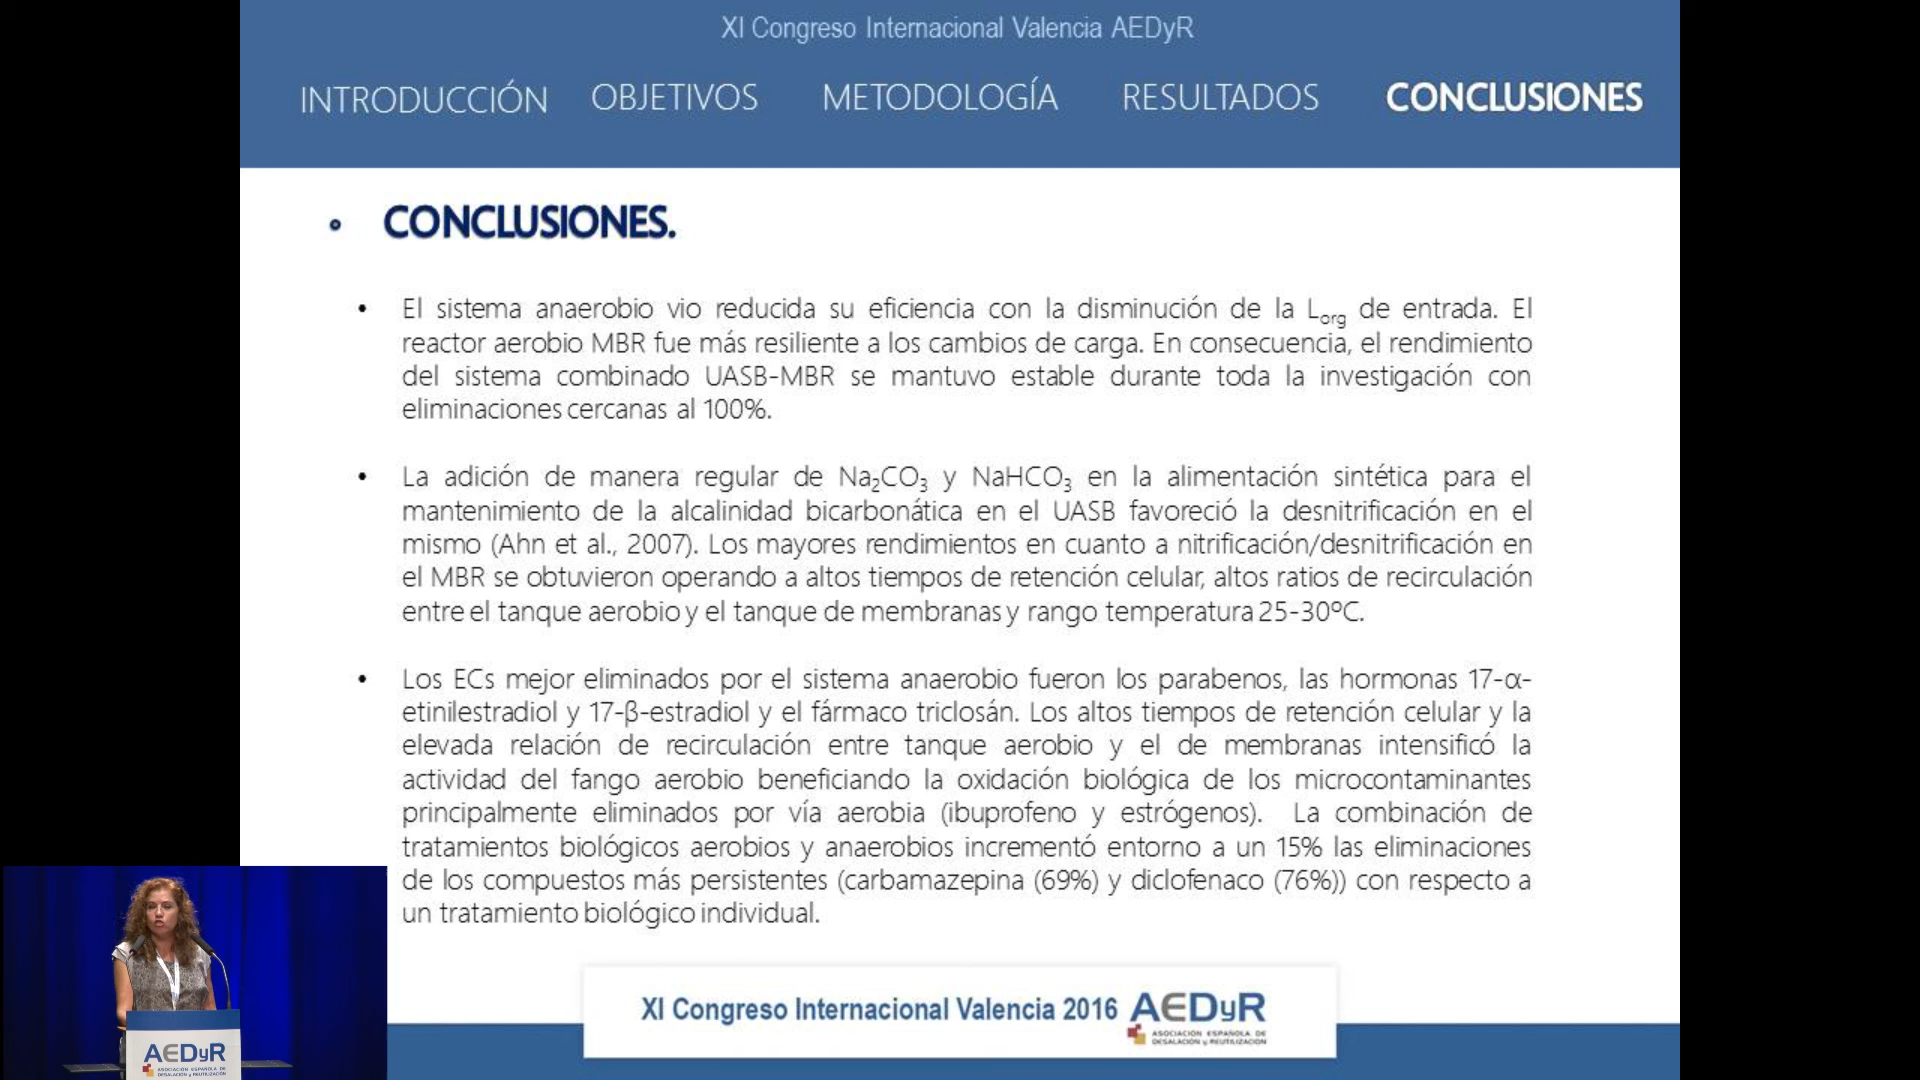 XI Congreso Internacional Valencia AEDyR
INTRODUCCIÓN OBJETIVOS METODOLOGÍA RESULTADOS CONCLUSIONES
• CONCLUSIONES.
• El sistema anaerobio vio reducida su eficiencia con la disminución de la Lorg de entrada. El
reactor aerobio MBR fue más resiliente a los cambios de carga. En consecuencia, el rendimiento
del sistema combinado UASB-MBR se mantuvo estable durante toda la investigación con
eliminaciones cercanas al 100%.
• La adición de manera regular de Na₂CO₃ y NaHCO₃ en la alimentación sintética para el
mantenimiento de la alcalinidad bicarbonática en el UASB favoreció la desnitrificación en el
mismo (Ahn et al., 2007). Los mayores rendimientos en cuanto a nitrificación/desnitrificación en
el MBR se obtuvieron operando a altos tiempos de retención celular, altos ratios de recirculación
entre el tanque aerobio y el tanque de membranas y rango temperatura 25-30ºC.
• Los ECs mejor eliminados por el sistema anaerobio fueron los parabenos, las hormonas 17-α-
etinilestradiol y 17-β-estradiol y el fármaco triclosán. Los altos tiempos de retención celular y la
elevada relación de recirculación entre tanque aerobio y el de membranas intensificó la
actividad del fango aerobio beneficiando la oxidación biológica de los microcontaminantes
principalmente eliminados por vía aerobia (ibuprofeno y estrógenos). La combinación de
tratamientos biológicos aerobios y anaerobios incrementó entorno a un 15% las eliminaciones
de los compuestos más persistentes (carbamazepina (69%) y diclofenaco (76%)) con respecto a
un tratamiento biológico individual.
XI Congreso Internacional Valencia 2016 AEDyR
ASOCIACIÓN ESPAÑOLA DE
DESALACIÓN y REUTILIZACIÓN
AEDyR
ASOCIACIÓN ESPAÑOLA DE
DESALACIÓN y REUTILIZACIÓN